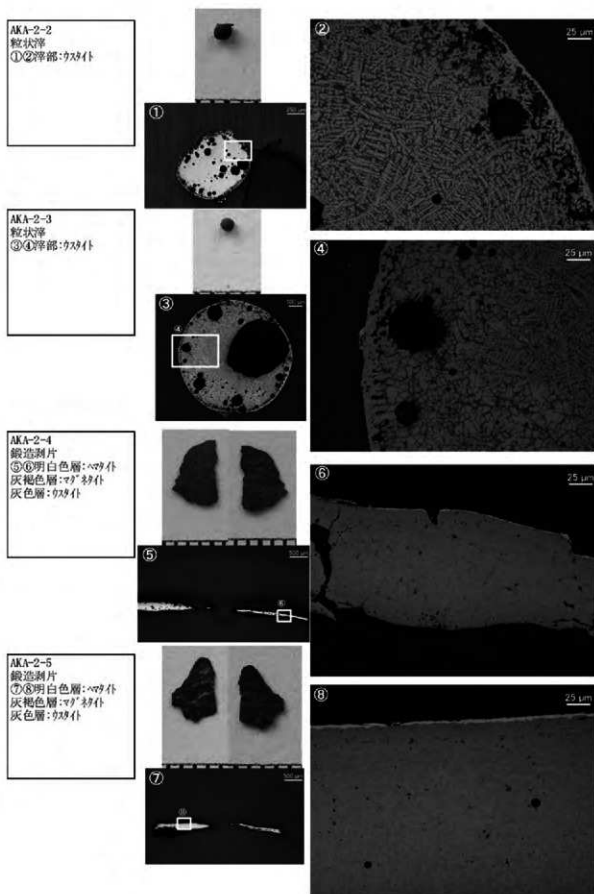 AKA-2-2
粒状滓
①②滓部:ウスタイト
①
②
25 μm
AKA-2-3
粒状滓
③④滓部:ウスタイト
③
④
④
25 μm
AKA-2-4
鍛造剥片
⑤⑥明白色層:ヘマタイト
灰褐色層:マグネタイト
灰色層:ウスタイト
⑤
500 μm
⑥
⑥
25 μm
AKA-2-5
鍛造剥片
⑦⑧明白色層:ヘマタイト
灰褐色層:マグネタイト
灰色層:ウスタイト
⑦
500 μm
⑧
⑧
25 μm